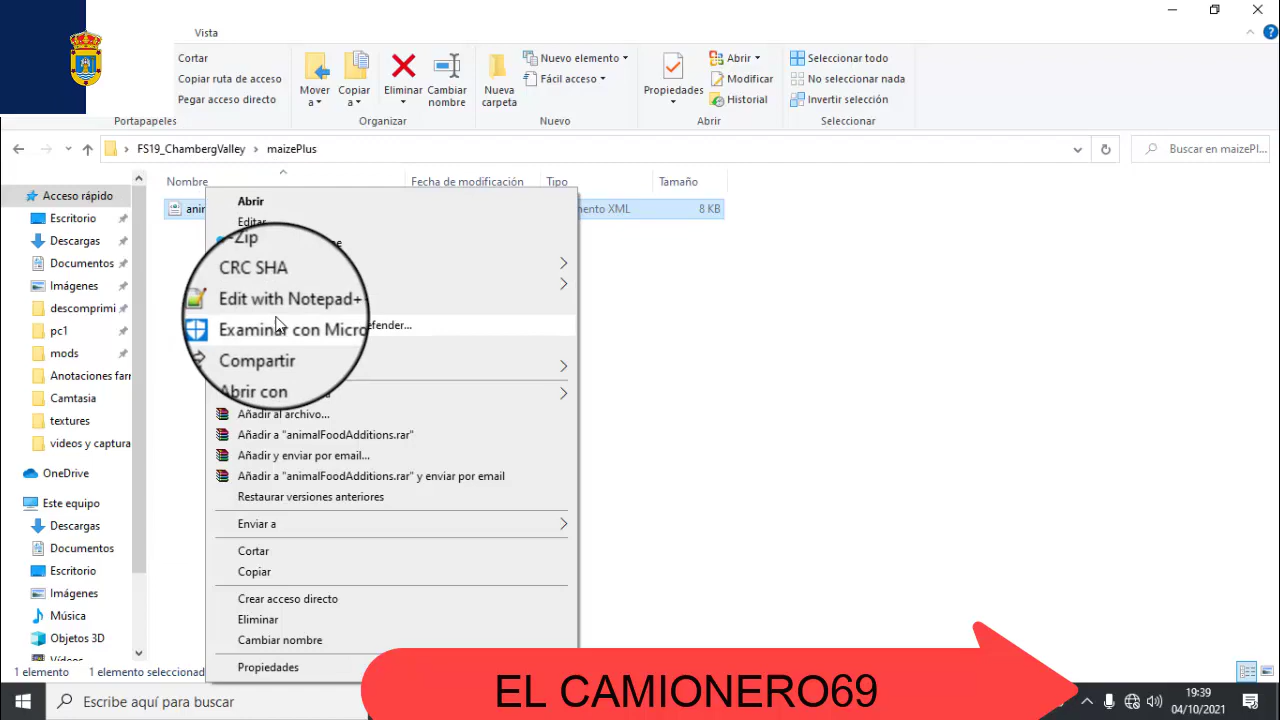 Vista
Cortar
Copiar ruta de acceso
Pegar acceso directo
Portapapeles
Mover a
Copiar a
Eliminar
Cambiar nombre
Organizar
Nueva carpeta
Nuevo elemento
Fácil acceso
Nuevo
Propiedades
Abrir
Modificar
Historial
Abrir
Seleccionar todo
No seleccionar nada
Invertir selección
Seleccionar
FS19_ChambergValley > maizePlus
Buscar en maizePl...
Nombre
Fecha de modificación
Tipo
Tamaño
mento XML
8 KB
Acceso rápido
Escritorio
Descargas
Documentos
Imágenes
descomprimi
pc1
mods
Anotaciones farr
Camtasia
textures
videos y captura
OneDrive
Este equipo
Descargas
Documentos
Escritorio
Imágenes
Música
Objetos 3D
Abrir
Editar
-Zip
CRC SHA
Edit with Notepad+
Examinar con Micro
efender...
Compartir
Abrir con
Añadir al archivo...
Añadir a "animalFoodAdditions.rar"
Añadir y enviar por email...
Añadir a "animalFoodAdditions.rar" y enviar por email
Restaurar versiones anteriores
Enviar a
Cortar
Copiar
Crear acceso directo
Eliminar
Cambiar nombre
Propiedades
1 elemento
1 elemento seleccionad
EL CAMIONERO69
Escribe aquí para buscar
19:39
04/10/2021